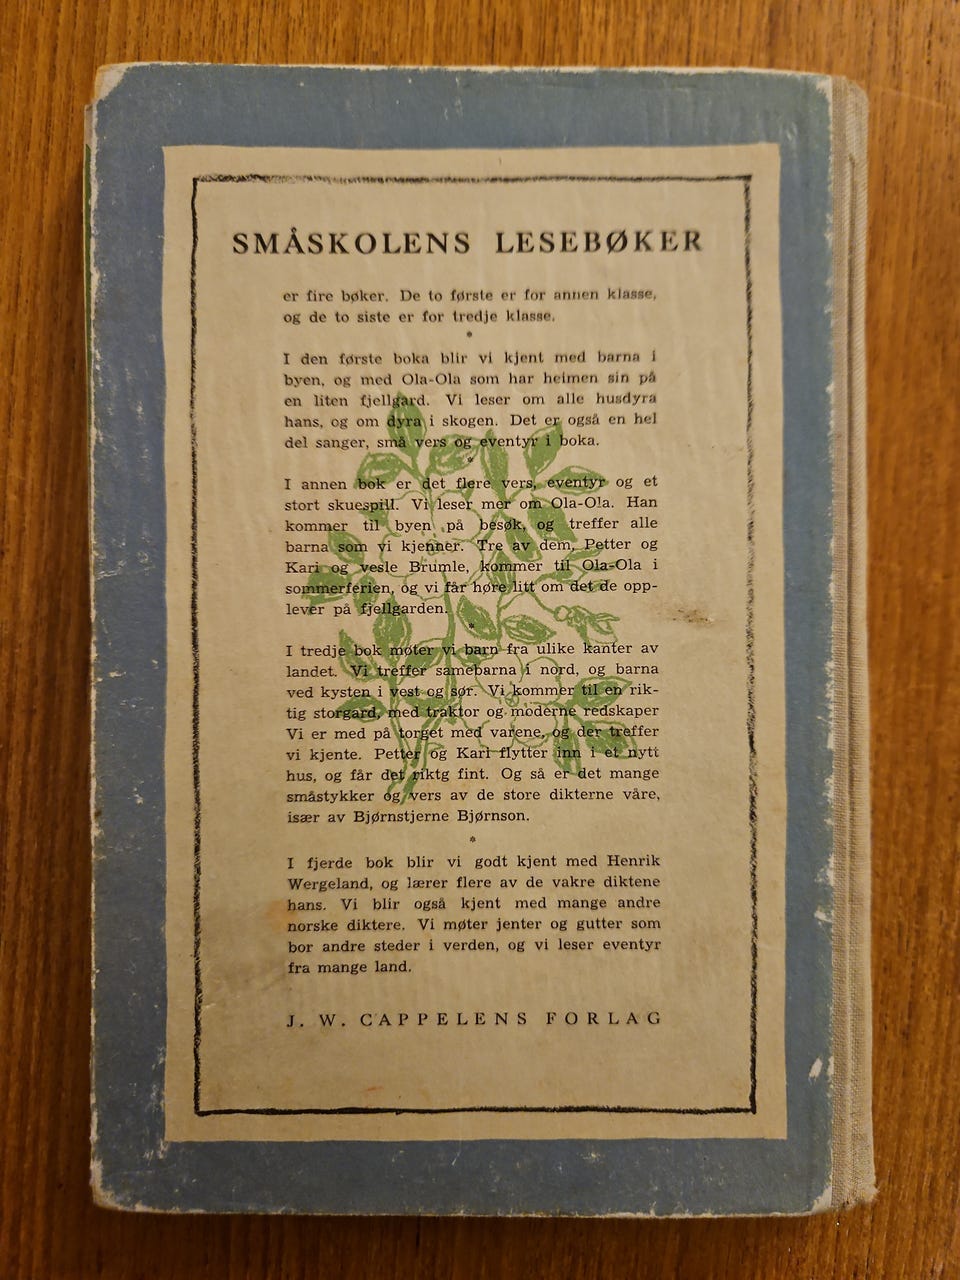 SMÅSKOLENS LESEBØKER
er fire bøker. De to første er for annen klasse,
og de to siste er for tredje klasse.
*
I den første boka blir vi kjent med barna i
byen, og med Ola-Ola som har heimen sin på
en liten fjellgard. Vi leser om alle husdyra
hans, og om dyra i skogen. Det er også en hel
del sanger, små vers og eventyr i boka.
*
I annen bok er det flere vers, eventyr og et
stort skuespill. Vi leser mer om Ola-Ola. Han
kommer til byen på besøk, og treffer alle
barna som vi kjenner. Tre av dem, Petter og
Kari og vesle Brumle, kommer til Ola-Ola i
sommerferien, og vi får høre litt om det de opp-
lever på fjellgarden.
*
I tredje bok møter vi barn fra ulike kanter av
landet. Vi treffer samebarna i nord, og barna
ved kysten i vest og sør. Vi kommer til en rik-
tig storgard, med traktor og moderne redskaper
Vi er med på torget med varene, og der treffer
vi kjente. Petter og Kari flytter inn i et nytt
hus, og får det riktg fint. Og så er det mange
småstykker og vers av de store dikterne våre,
især av Bjørnstjerne Bjørnson.
*
I fjerde bok blir vi godt kjent med Henrik
Wergeland, og lærer flere av de vakre diktene
hans. Vi blir også kjent med mange andre
norske diktere. Vi møter jenter og gutter som
bor andre steder i verden, og vi leser eventyr
fra mange land.
J. W. CAPPELENS FORLAG